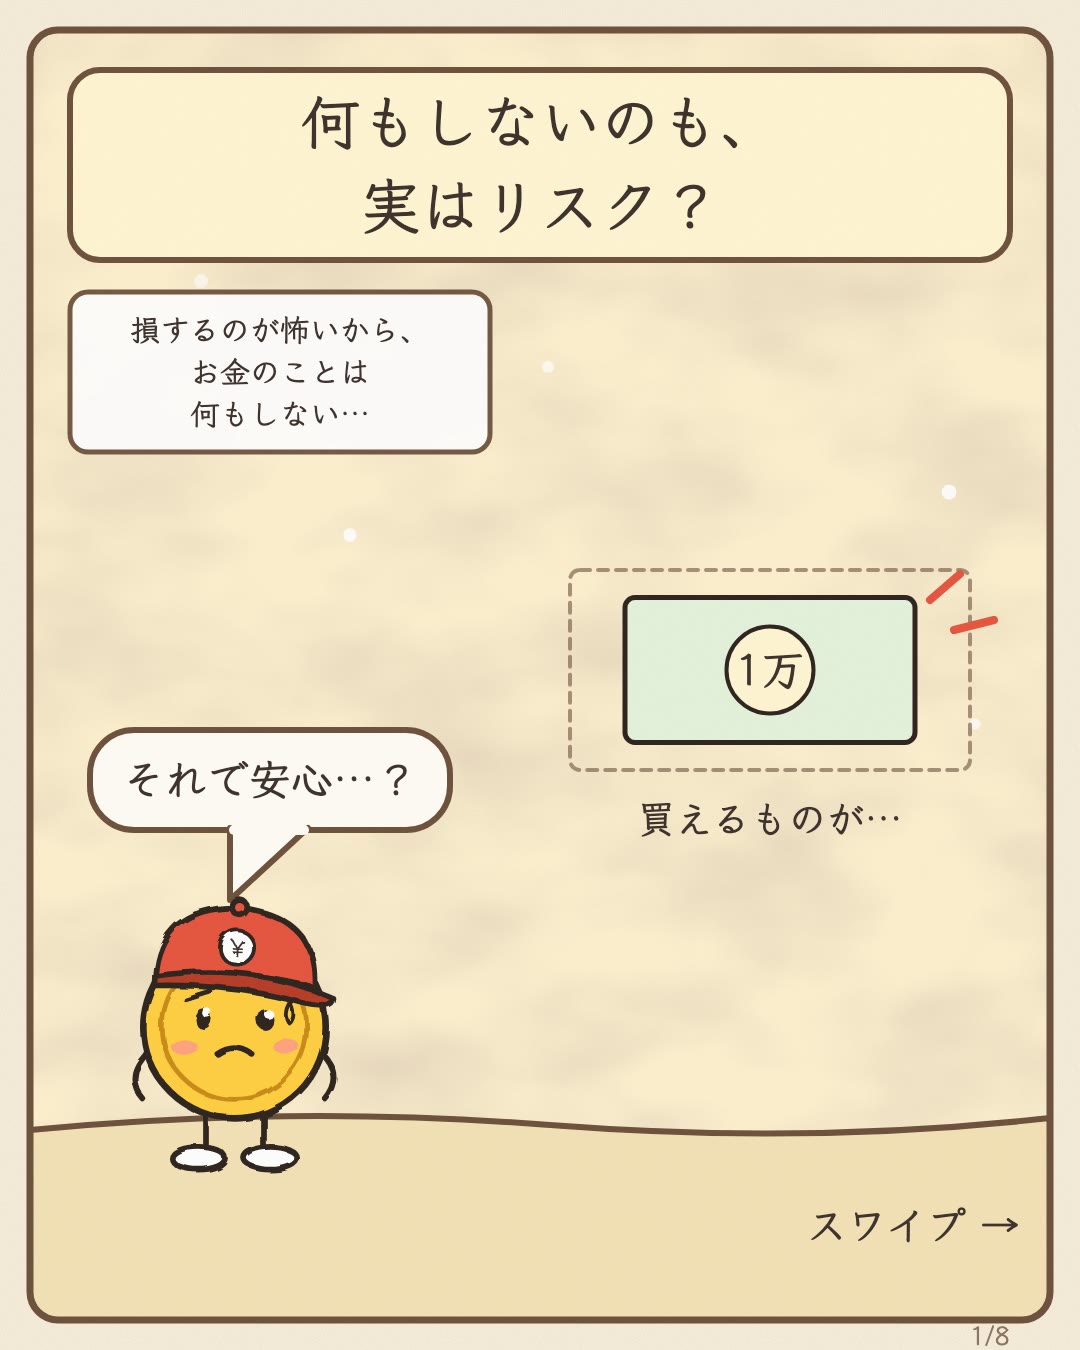 何もしないのも、
実はリスク？
損するのが怖いから、
お金のことは
何もしない…
1万
買えるものが…
それで安心…？
¥
スワイプ →
1/8